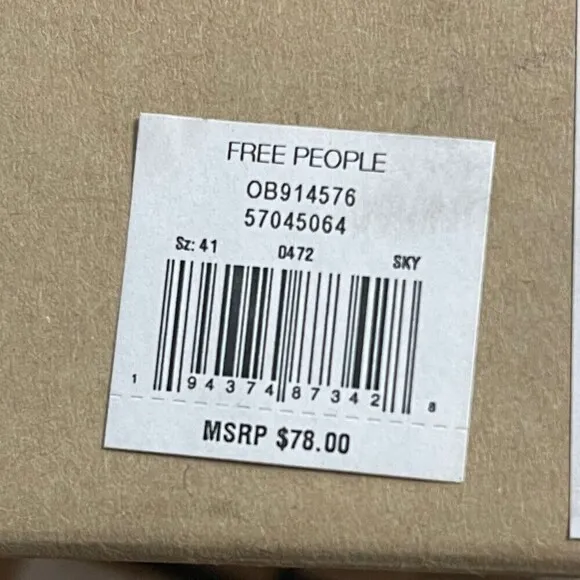 FREE PEOPLE
OB914576
57045064
Sz: 41 0472 SKY
1 94374 87342 8
MSRP $78.00